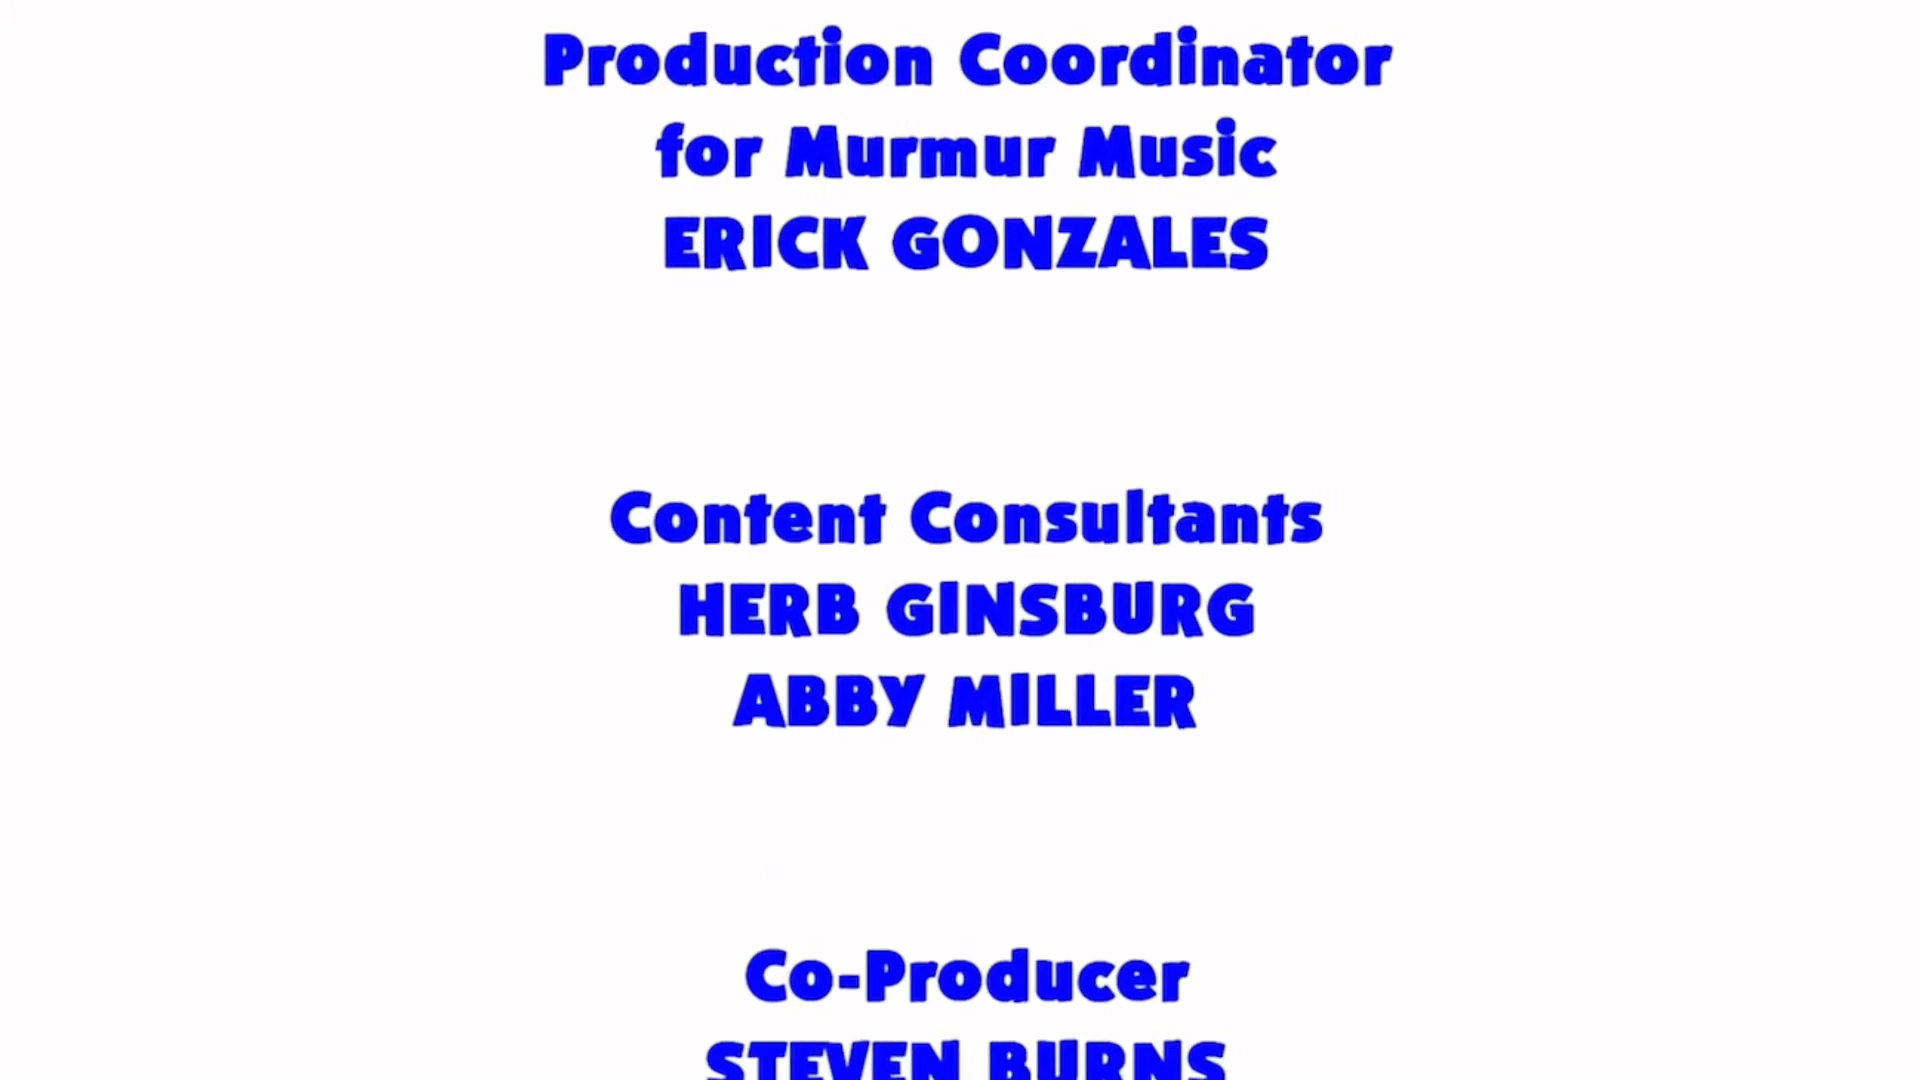 Production Coordinator
for Murmur Music
ERICK GONZALES
Content Consultants
HERB GINSBURG
ABBY MILLER
Co-Producer
STEVEN BURNS